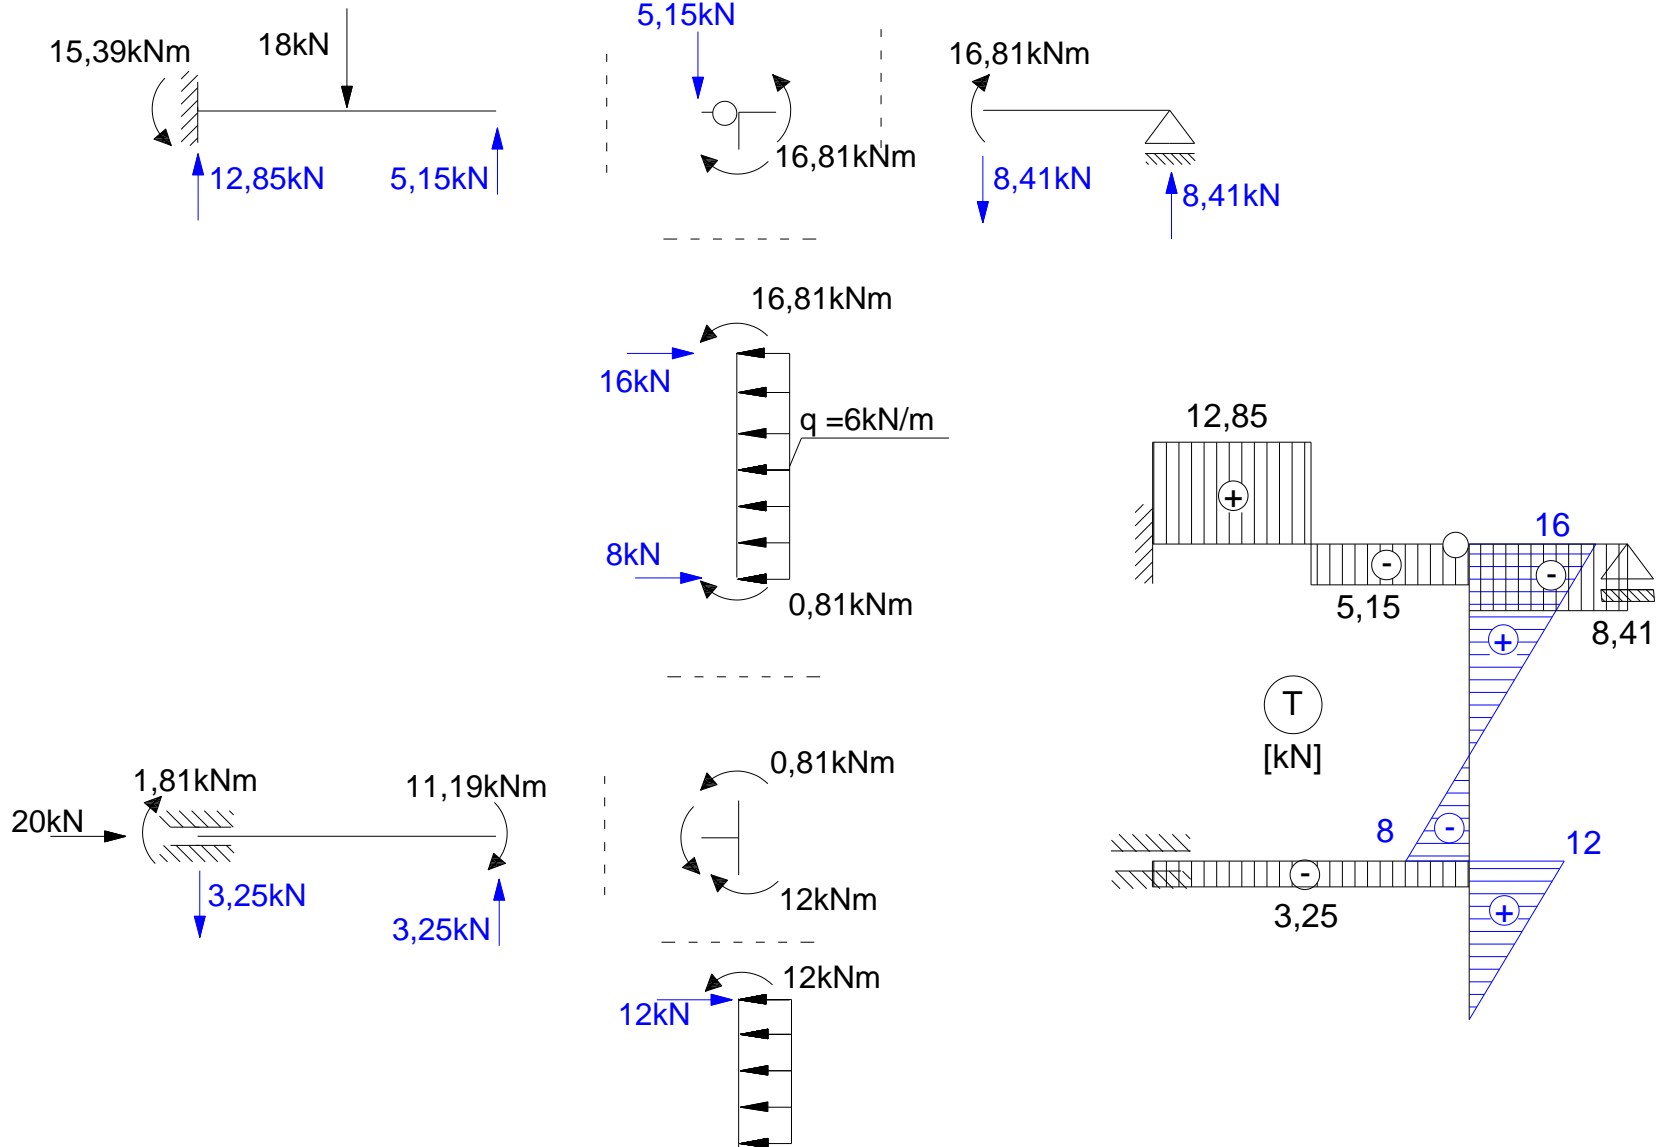 5,15kN
15,39kNm
18kN
16,81kNm
16,81kNm
12,85kN
5,15kN
8,41kN
8,41kN
16,81kNm
16kN
q =6kN/m
12,85
+
16
8kN
-
-
0,81kNm
5,15
8,41
+
T
[kN]
0,81kNm
1,81kNm
11,19kNm
20kN
8
-
12
3,25kN
12kNm
-
3,25
+
3,25kN
12kNm
12kN